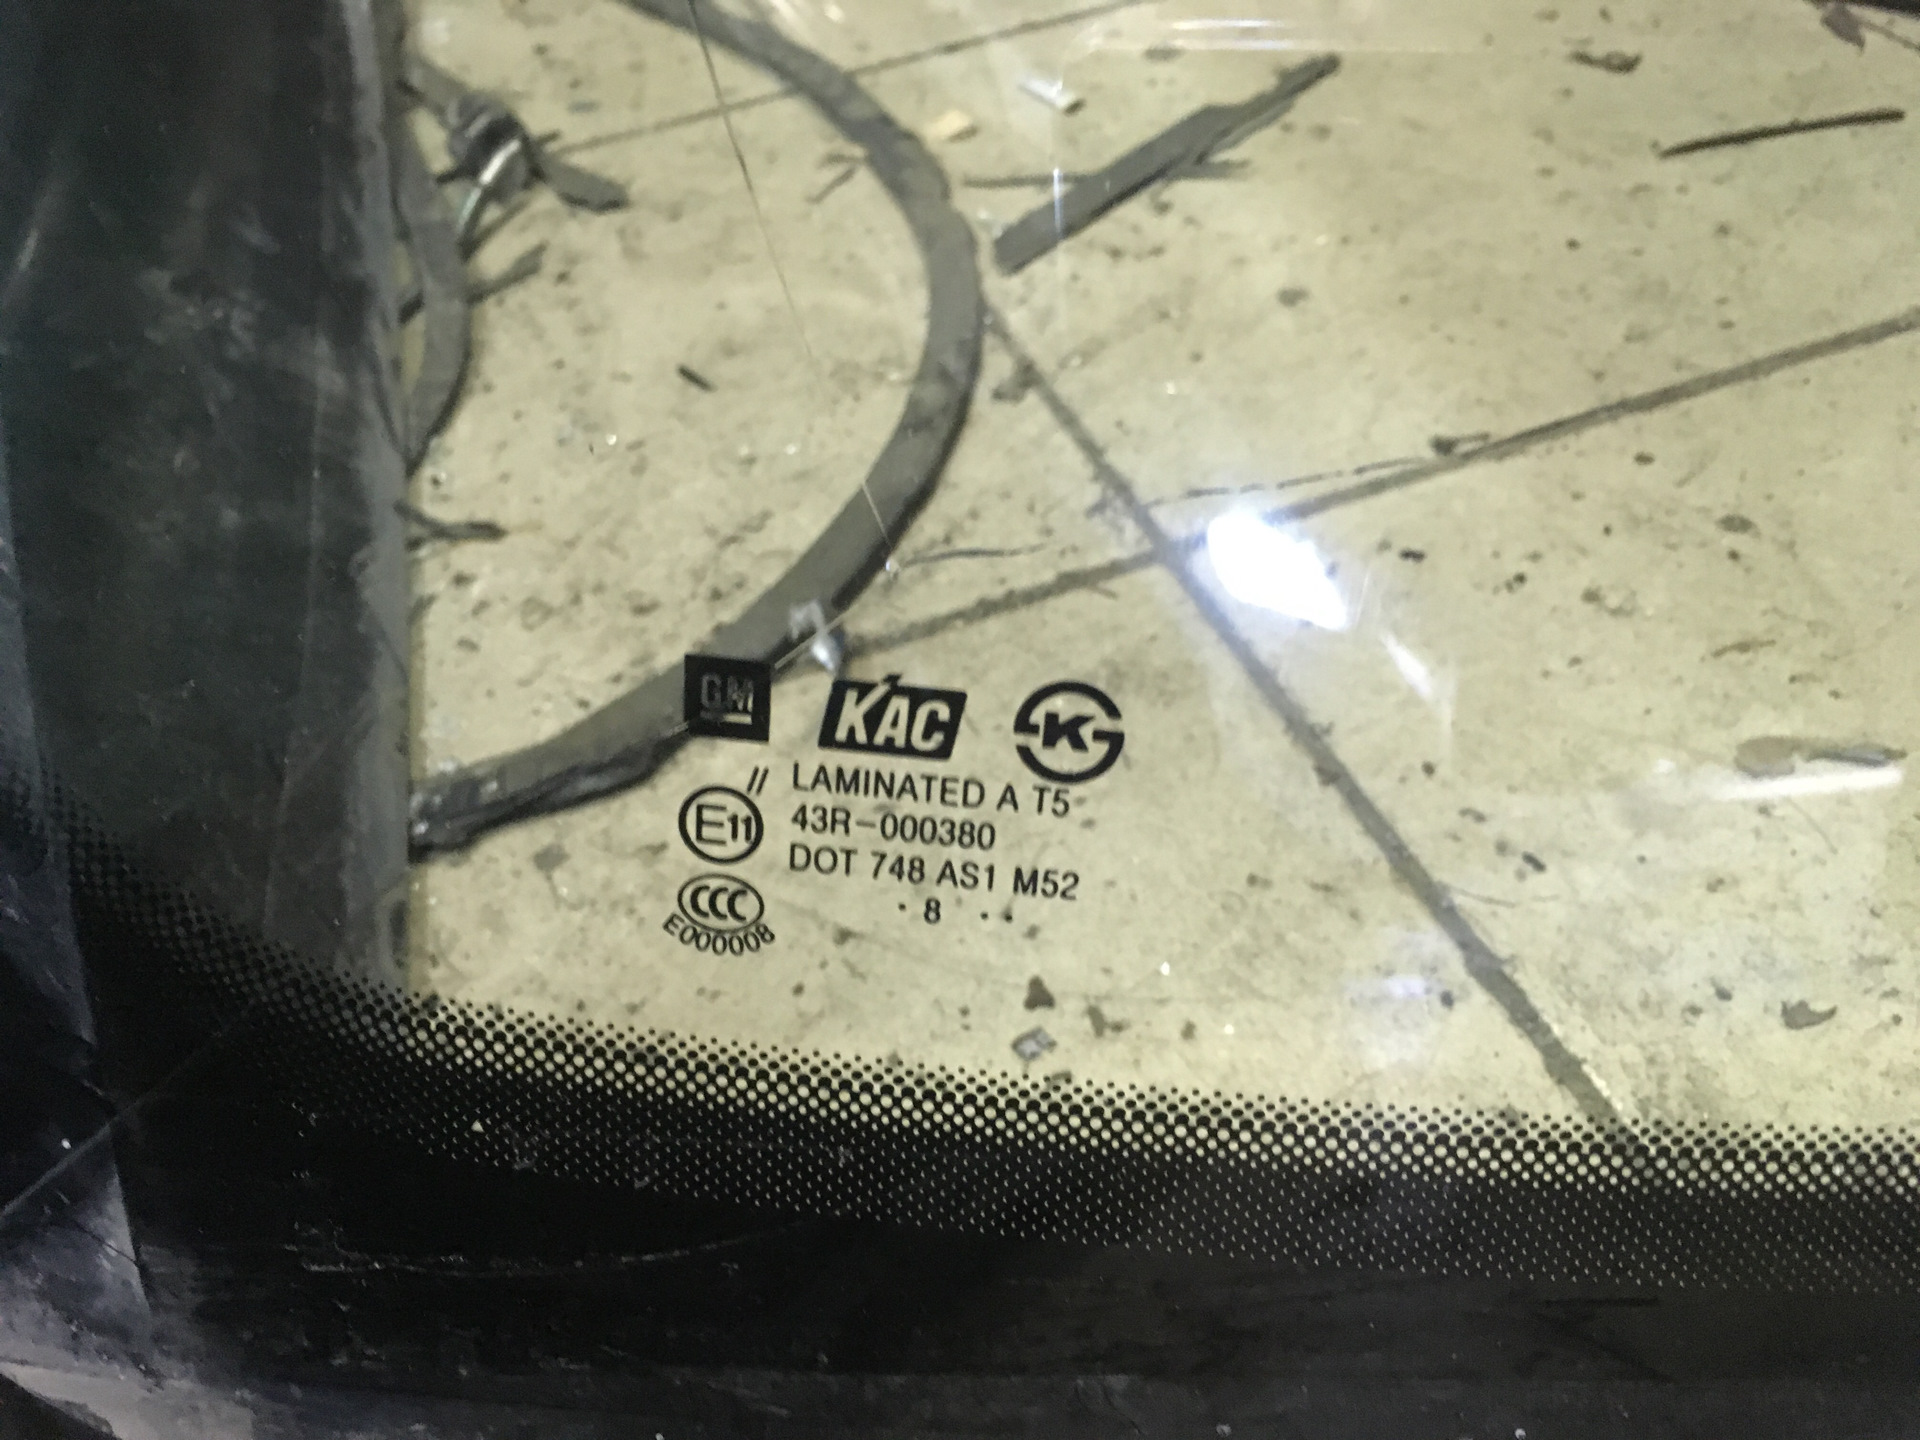 GM KAC K
// LAMINATED A T5
E11 43R-000380
DOT 748 AS1 M52
CCC . 8 . .
E000008